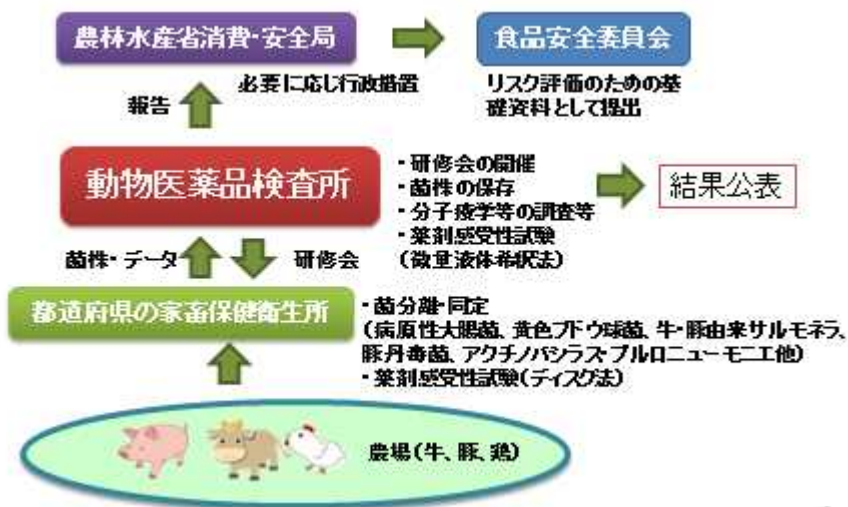 農林水産省消費・安全局
食品安全委員会
報告
必要に応じ行政措置
リスク評価のための基
礎資料として提出
動物医薬品検査所
・研修会の開催
・菌株の保存
・分子疫学等の調査等
・薬剤感受性試験
(微量液体希釈法)
結果公表
菌株・データ
研修会
都道府県の家畜保健衛生所
・菌分離・同定
(病原性大腸菌、黄色ブドウ球菌、牛・豚由来サルモネラ、
豚丹毒菌、アクチノバシラス・プルロニューモニエ他)
・薬剤感受性試験(ディスク法)
農場(牛、豚、鶏)